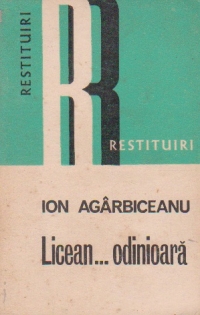 RESTITUIRI
R
RESTITUIRI
ION AGÂRBICEANU
Licean... odinioară